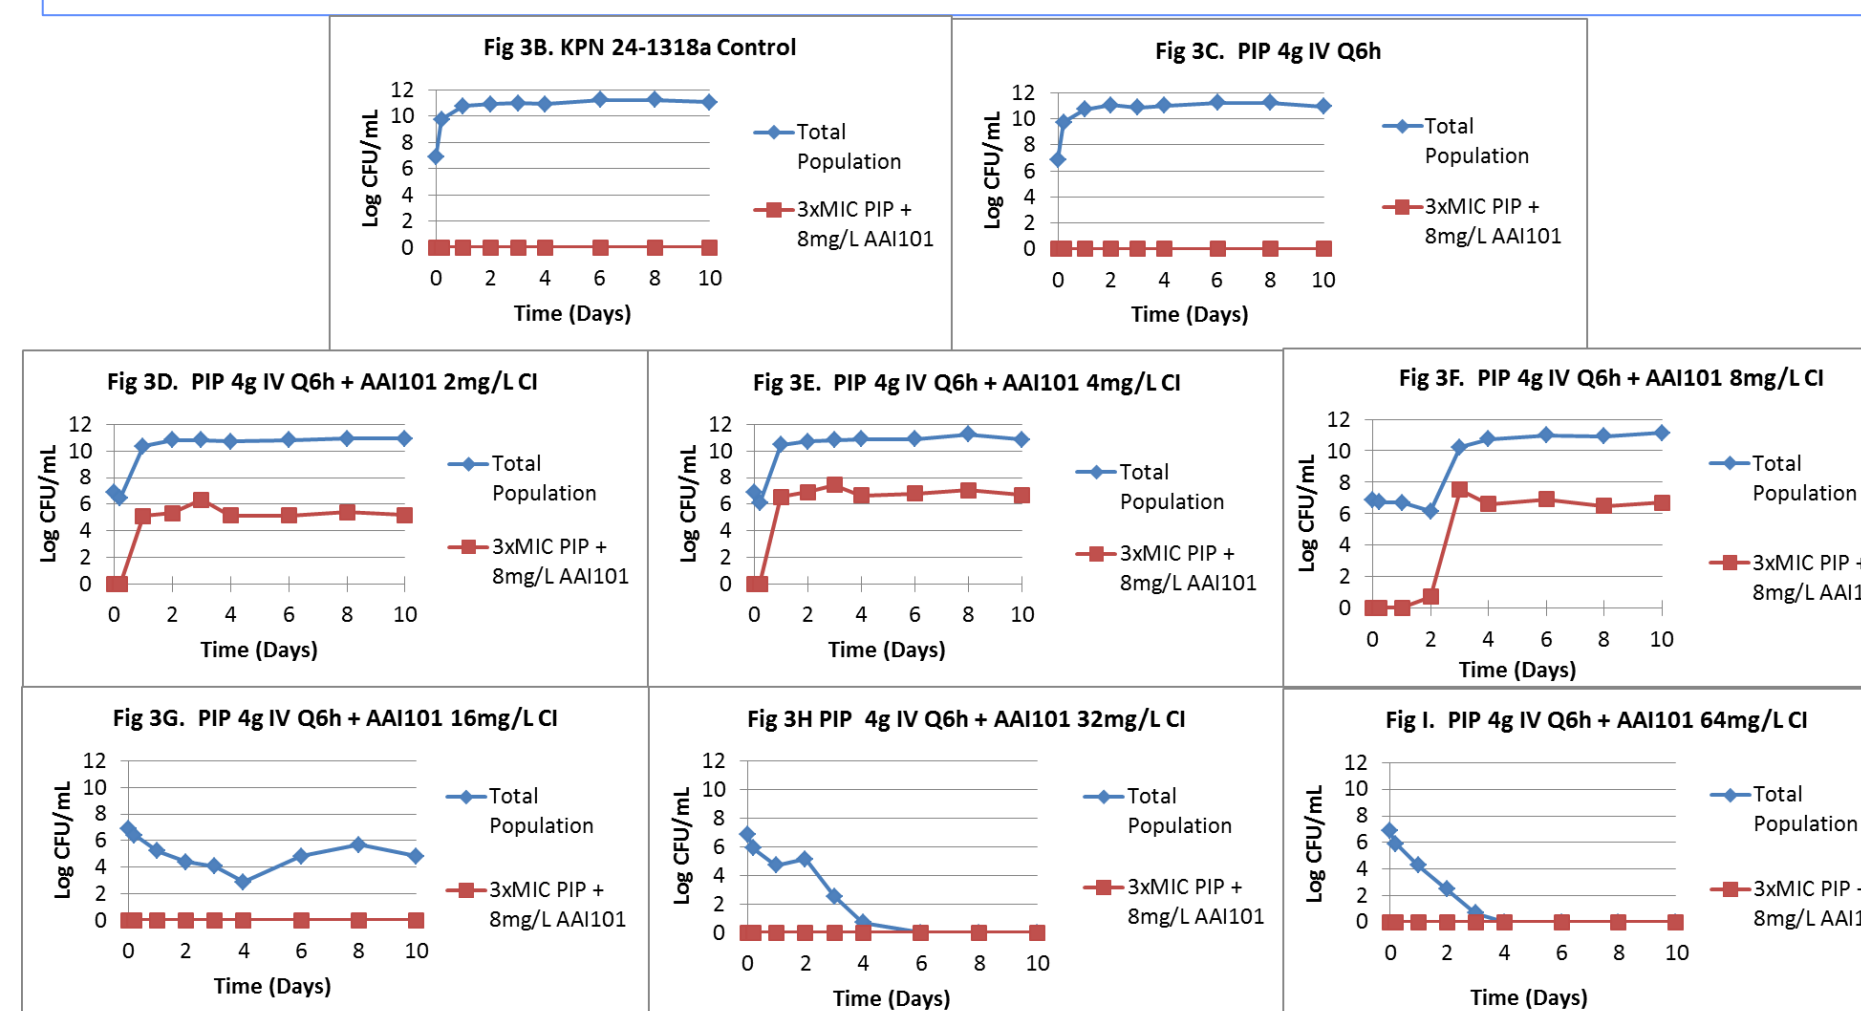 Fig 3B. KPN 24-1318a Control
Log CFU/mL
12
10
8
6
4
2
0
0 2 4 6 8 10
Time (Days)
Total
Population
3xMIC PIP +
8mg/L AAI101
Fig 3C. PIP 4g IV Q6h
Log CFU/mL
12
10
8
6
4
2
0
0 2 4 6 8 10
Time (Days)
Total
Population
3xMIC PIP +
8mg/L AAI101
Fig 3D. PIP 4g IV Q6h + AAI101 2mg/L CI
Log CFU/mL
12
10
8
6
4
2
0
0 2 4 6 8 10
Time (Days)
Total
Population
3xMIC PIP +
8mg/L AAI101
Fig 3E. PIP 4g IV Q6h + AAI101 4mg/L CI
Log CFU/mL
12
10
8
6
4
2
0
0 2 4 6 8 10
Time (Days)
Total
Population
3xMIC PIP +
8mg/L AAI101
Fig 3F. PIP 4g IV Q6h + AAI101 8mg/L CI
Log CFU/mL
12
10
8
6
4
2
0
0 2 4 6 8 10
Time (Days)
Total
Population
3xMIC PIP +
8mg/L AAI1
Fig 3G. PIP 4g IV Q6h + AAI101 16mg/L CI
Log CFU/mL
12
10
8
6
4
2
0
0 2 4 6 8 10
Time (Days)
Total
Population
3xMIC PIP +
8mg/L AAI101
Fig 3H PIP 4g IV Q6h + AAI101 32mg/L CI
Log CFU/mL
12
10
8
6
4
2
0
0 2 4 6 8 10
Time (Days)
Total
Population
3xMIC PIP +
8mg/L AAI101
Fig I. PIP 4g IV Q6h + AAI101 64mg/L CI
Log CFU/mL
12
10
8
6
4
2
0
0 2 4 6 8 10
Time (Days)
Total
Population
3xMIC PIP +
8mg/L AAI1